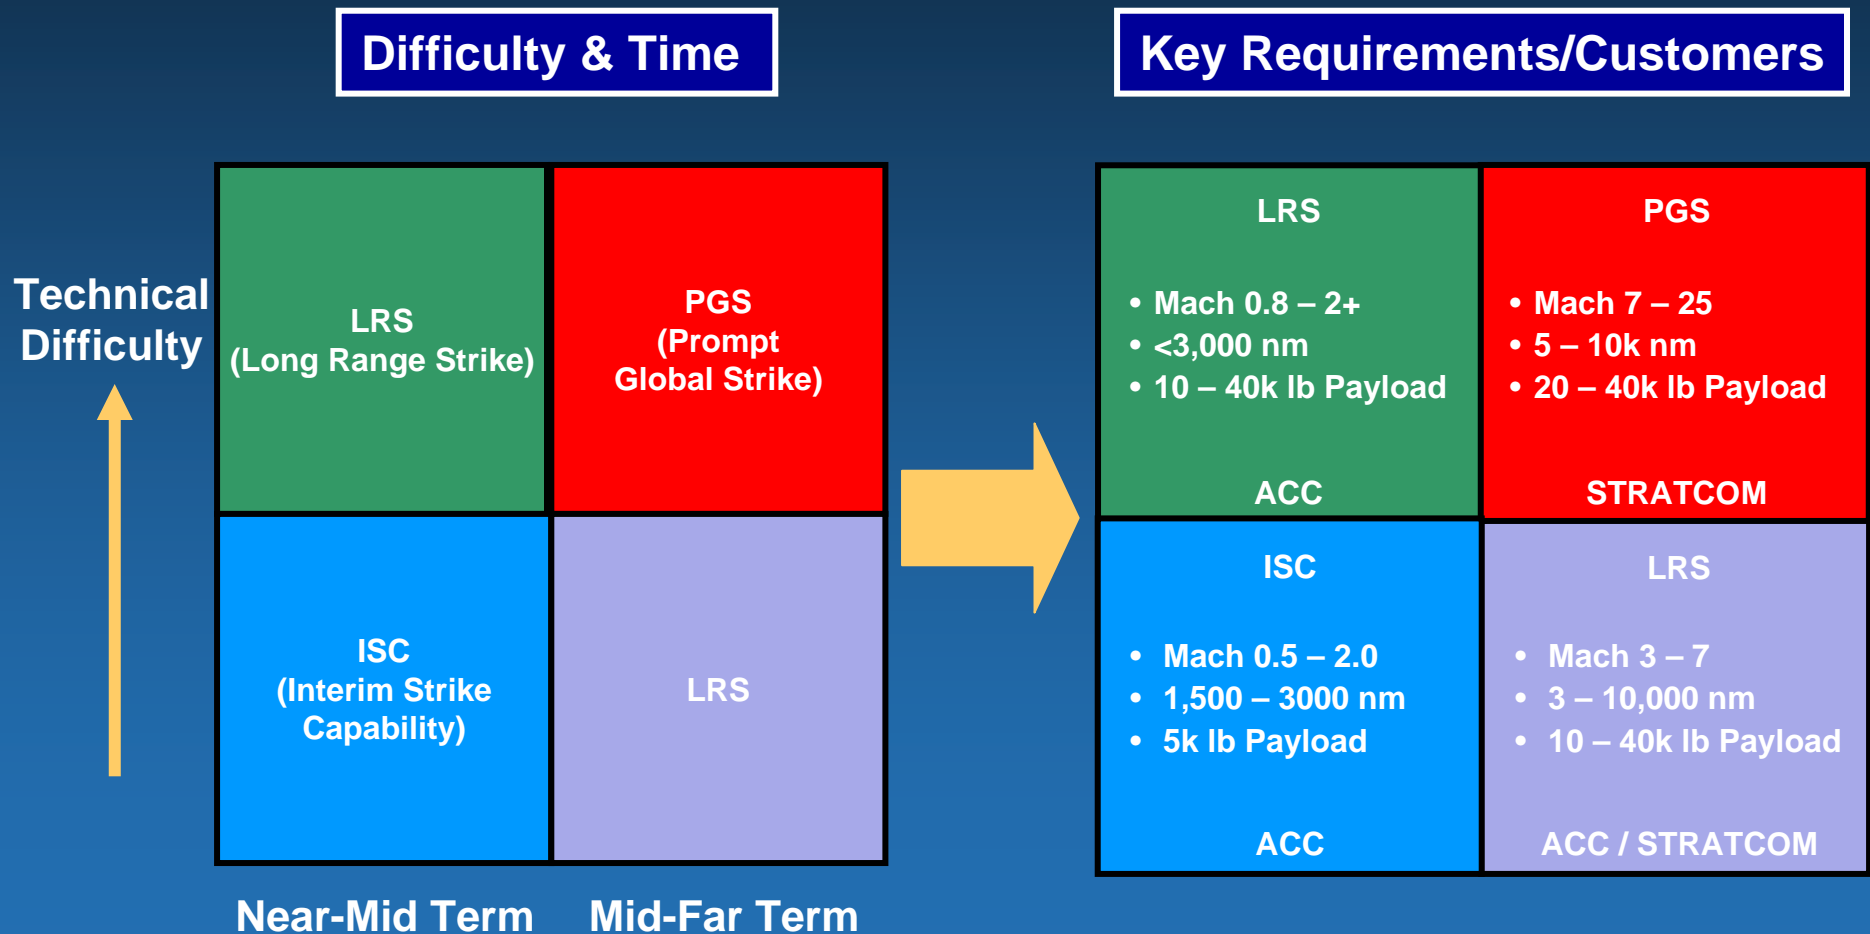 Difficulty & Time
Key Requirements/Customers
Technical
Difficulty
LRS
(Long Range Strike)
PGS
(Prompt
Global Strike)
ISC
(Interim Strike
Capability)
LRS
Near-Mid Term
Mid-Far Term
LRS
• Mach 0.8 – 2+
• <3,000 nm
• 10 – 40k lb Payload
ACC
PGS
• Mach 7 – 25
• 5 – 10k nm
• 20 – 40k lb Payload
STRATCOM
ISC
• Mach 0.5 – 2.0
• 1,500 – 3000 nm
• 5k lb Payload
ACC
LRS
• Mach 3 – 7
• 3 – 10,000 nm
• 10 – 40k lb Payload
ACC / STRATCOM